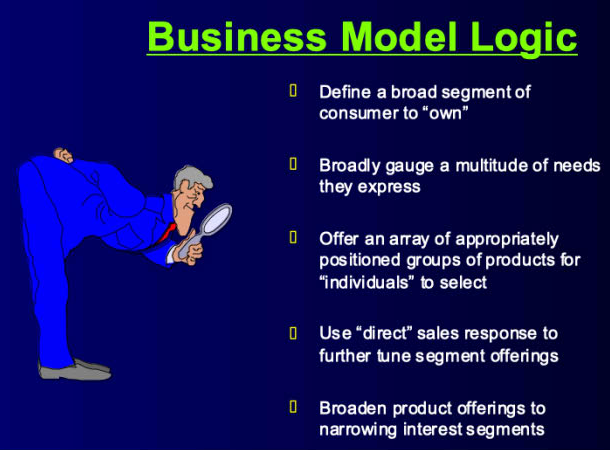 Business Model Logic
Define a broad segment of
consumer to “own”
Broadly gauge a multitude of needs
they express
Offer an array of appropriately
positioned groups of products for
“individuals” to select
Use “direct” sales response to
further tune segment offerings
Broaden product offerings to
narrowing interest segments